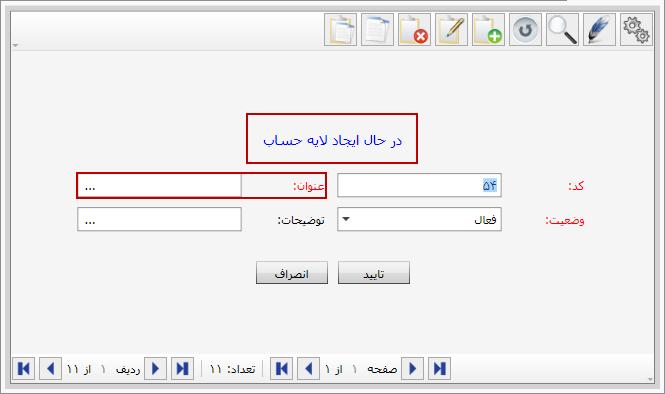 در حال ایجاد لایه حساب
کد: ۵۴ عنوان: ...
وضعیت: فعال توضیحات: ...
تایید انصراف
صفحه ۱ از ۱ تعداد: ۱۱ ردیف ۱ از ۱۱